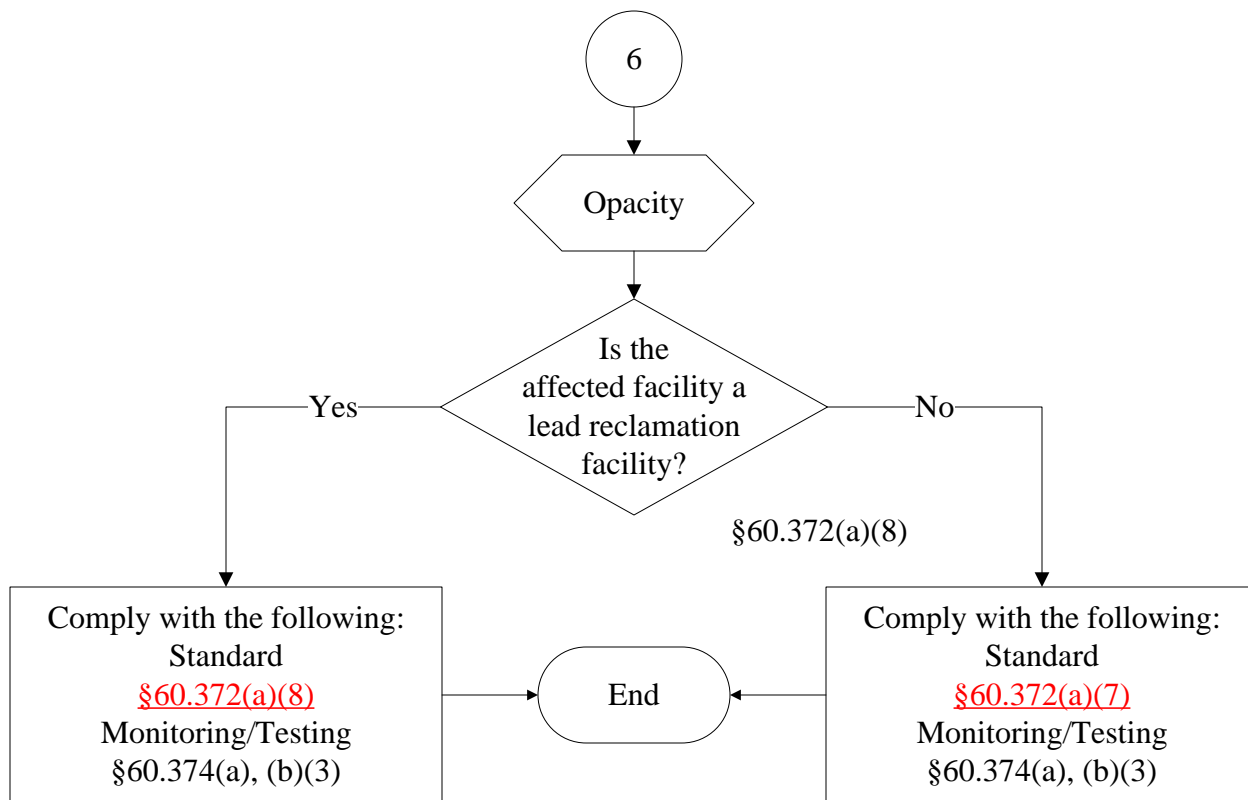 6
Opacity
Is the
affected facility a
lead reclamation
facility?
Yes
No
§60.372(a)(8)
Comply with the following:
Standard
§60.372(a)(8)
Monitoring/Testing
§60.374(a), (b)(3)
End
Comply with the following:
Standard
§60.372(a)(7)
Monitoring/Testing
§60.374(a), (b)(3)